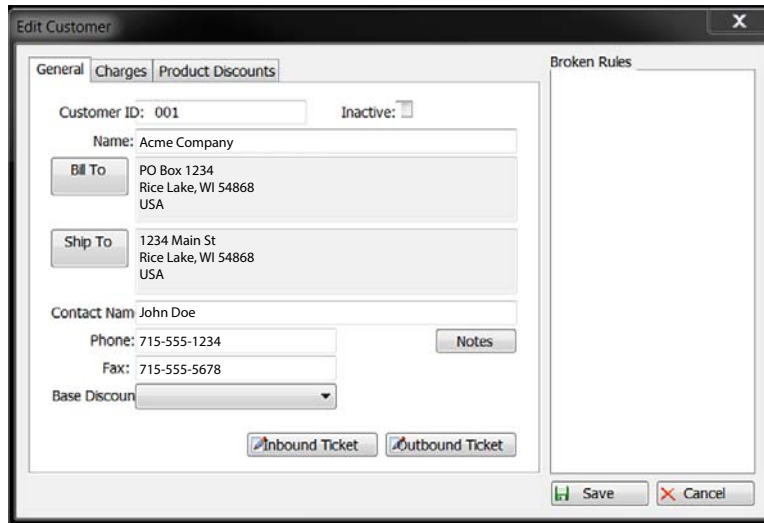 Edit Customer
X
General Charges Product Discounts
Broken Rules
Customer ID: 001 Inactive:
Name: Acme Company
Bill To
PO Box 1234
Rice Lake, WI 54868
USA
Ship To
1234 Main St
Rice Lake, WI 54868
USA
Contact Nam John Doe
Phone: 715-555-1234 Notes
Fax: 715-555-5678
Base Discoun
Inbound Ticket Outbound Ticket
Save Cancel